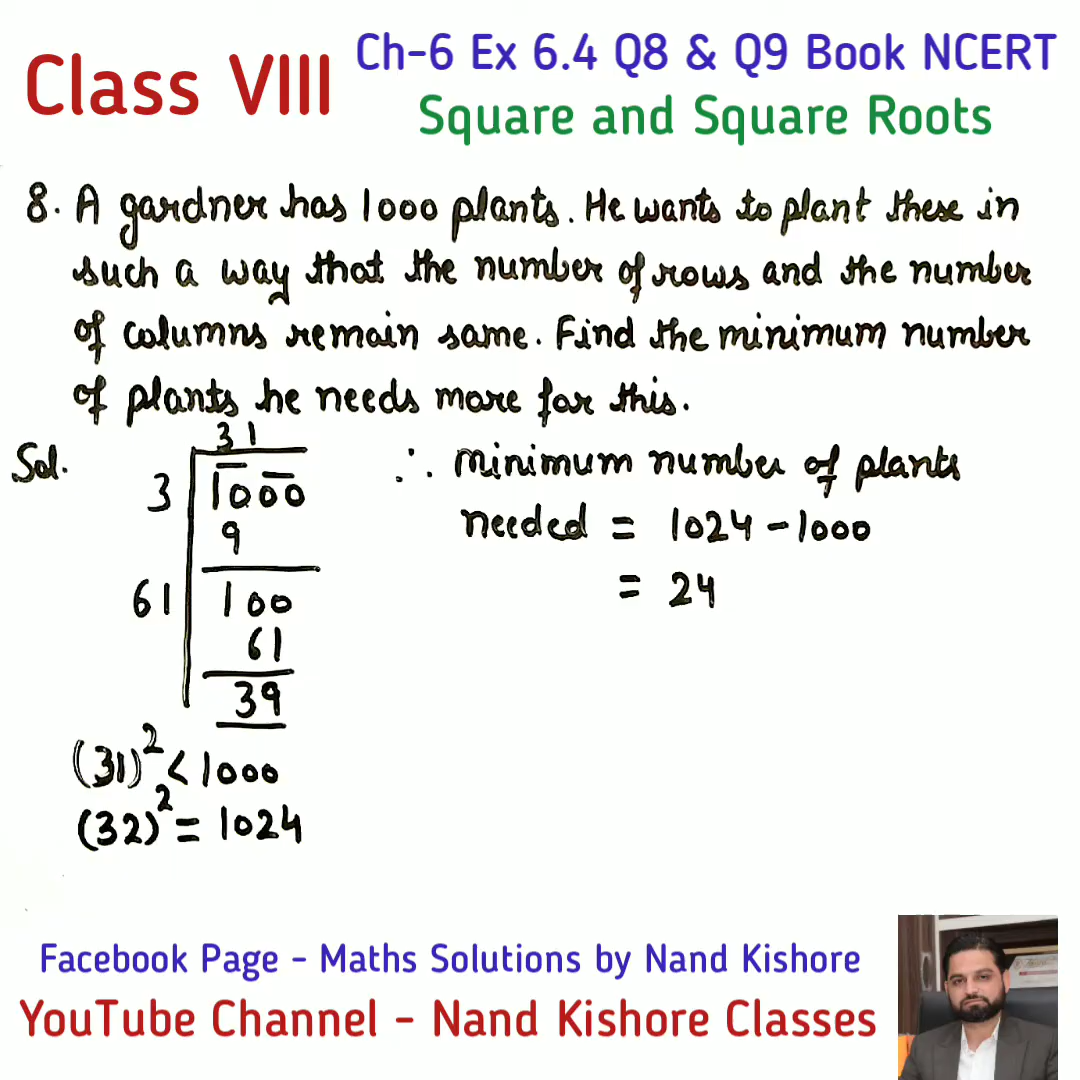 Class VIII
Ch-6 Ex 6.4 Q8 & Q9 Book NCERT
Square and Square Roots
8. A gardner has 1000 plants. He wants to plant these in
such a way that the number of rows and the number
of columns remain same. Find the minimum number
of plants he needs more for this.
Sol.
31
3 1000
9
61 100
61
39
(31)² < 1000
(32)² = 1024
∴ minimum number of plants
needed = 1024 - 1000
= 24
Facebook Page - Maths Solutions by Nand Kishore
YouTube Channel - Nand Kishore Classes